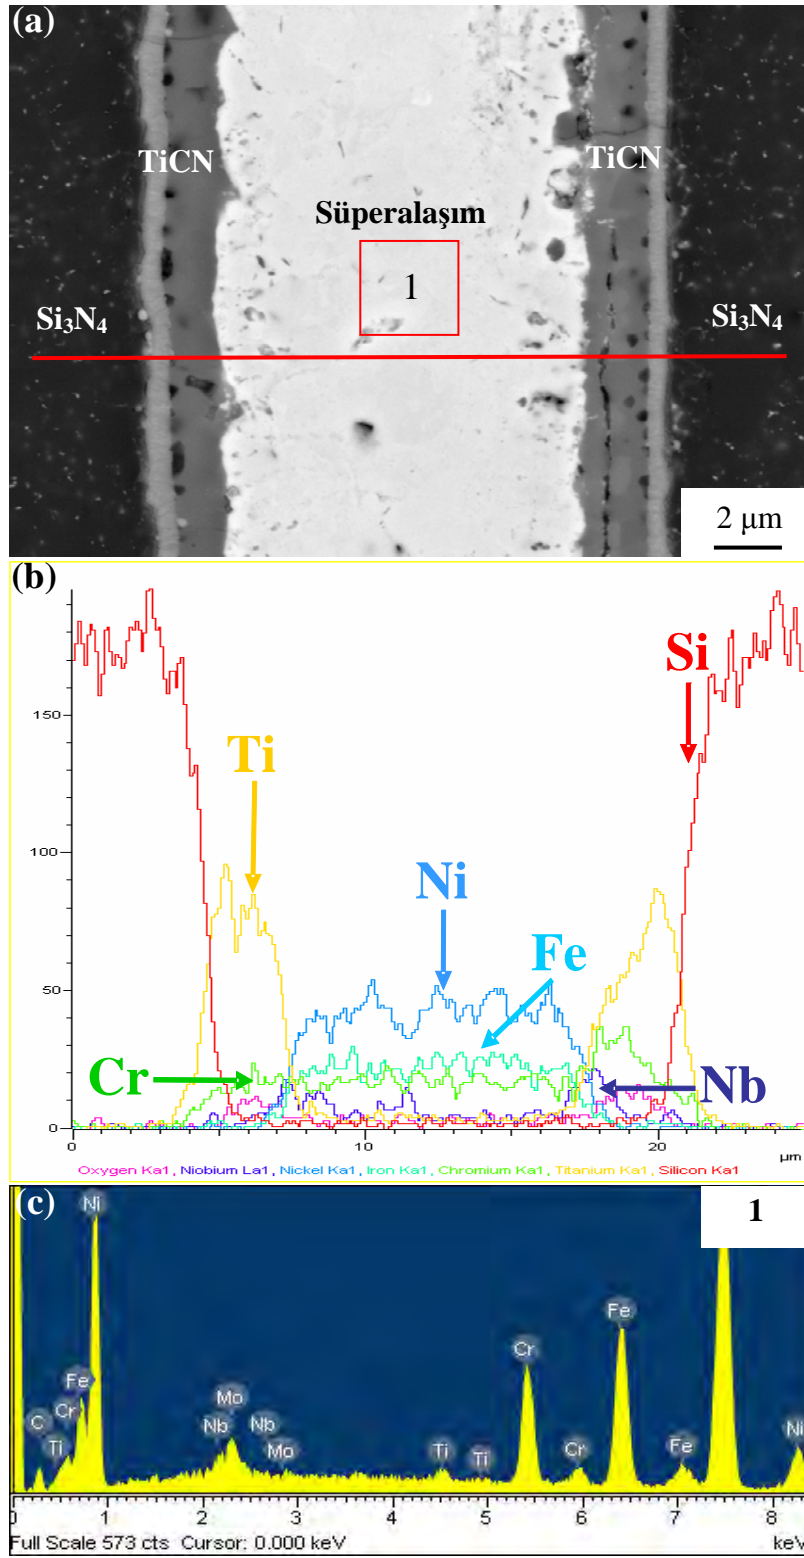 (a)
TiCN TiCN
Süperalaşım
1
Si₃N₄ Si₃N₄
2 µm
(b)
150
100
50
0
Ti
Si
Ni
Fe
Cr
Nb
0 10 20 µm
Oxygen Ka1, Niobium La1, Nickel Ka1, Iron Ka1, Chromium Ka1, Titanium Ka1, Silicon Ka1
(c)
1
Ni
Fe
Cr
C
Ti
Mo
Nb
Nb
Mo
Ti
Ti
Cr
Cr
Fe
Fe
Ni
0 1 2 3 4 5 6 7 8
Full Scale 573 cts Cursor: 0.000 keV keV